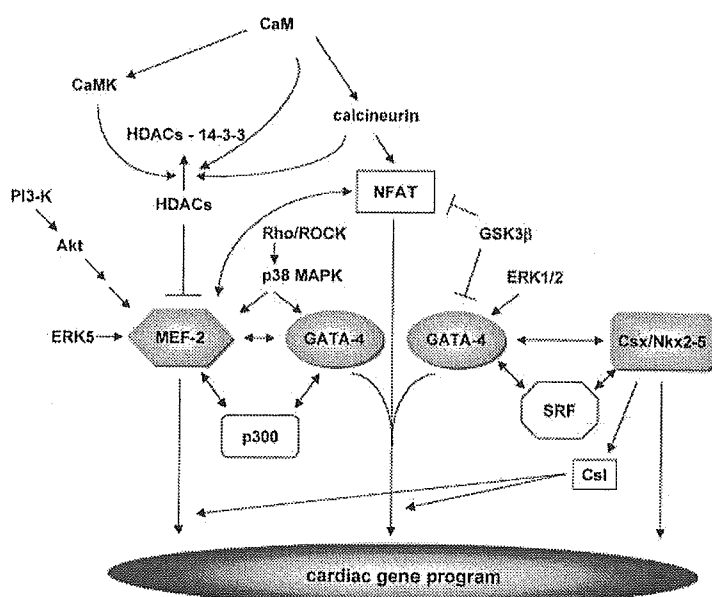 CaM
CaMK
calcineurin
HDACs - 14-3-3
PI3-K
HDACs
NFAT
Akt
Rho/ROCK
GSK3β
p38 MAPK
ERK1/2
ERK5
MEF-2
GATA-4
GATA-4
Csx/Nkx2-5
p300
SRF
Csl
cardiac gene program